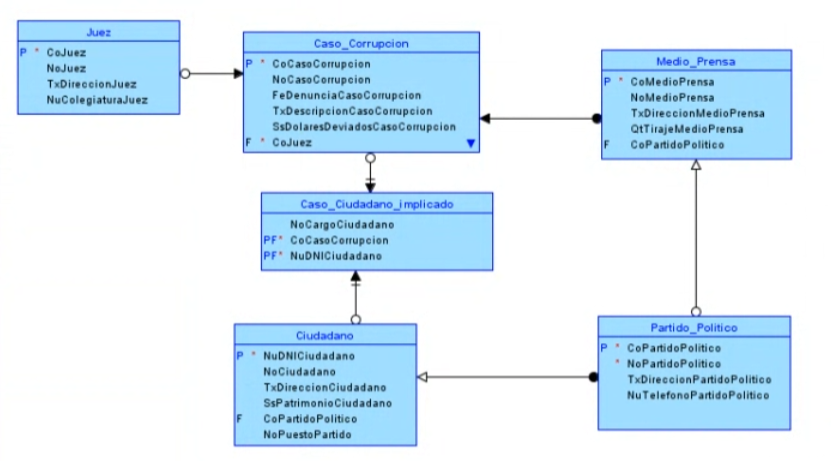 Juez
P * CoJuez
NoJuez
TxDireccionJuez
NuColegiaturaJuez
Caso_Corrupcion
P * CoCasoCorrupcion
NoCasoCorrupcion
FeDenunciaCasoCorrupcion
TxDescripcionCasoCorrupcion
SsDolaresDeviadosCasoCorrupcion
F * CoJuez
Medio_Prensa
P * CoMedioPrensa
NoMedioPrensa
TxDireccionMedioPrensa
QtTirajeMedioPrensa
F CoPartidoPolitico
Caso_Ciudadano_implicado
NoCargoCiudadano
PF* CoCasoCorrupcion
PF* NuDNICiudadano
Ciudadano
P * NuDNICiudadano
NoCiudadano
TxDireccionCiudadano
SsPatrimonioCiudadano
F CoPartidoPolitico
NoPuestoPartido
Partido_Politico
P * CoPartidoPolitico
* NoPartidoPolitico
TxDireccionPartidoPolitico
NuTelefonoPartidoPolitico